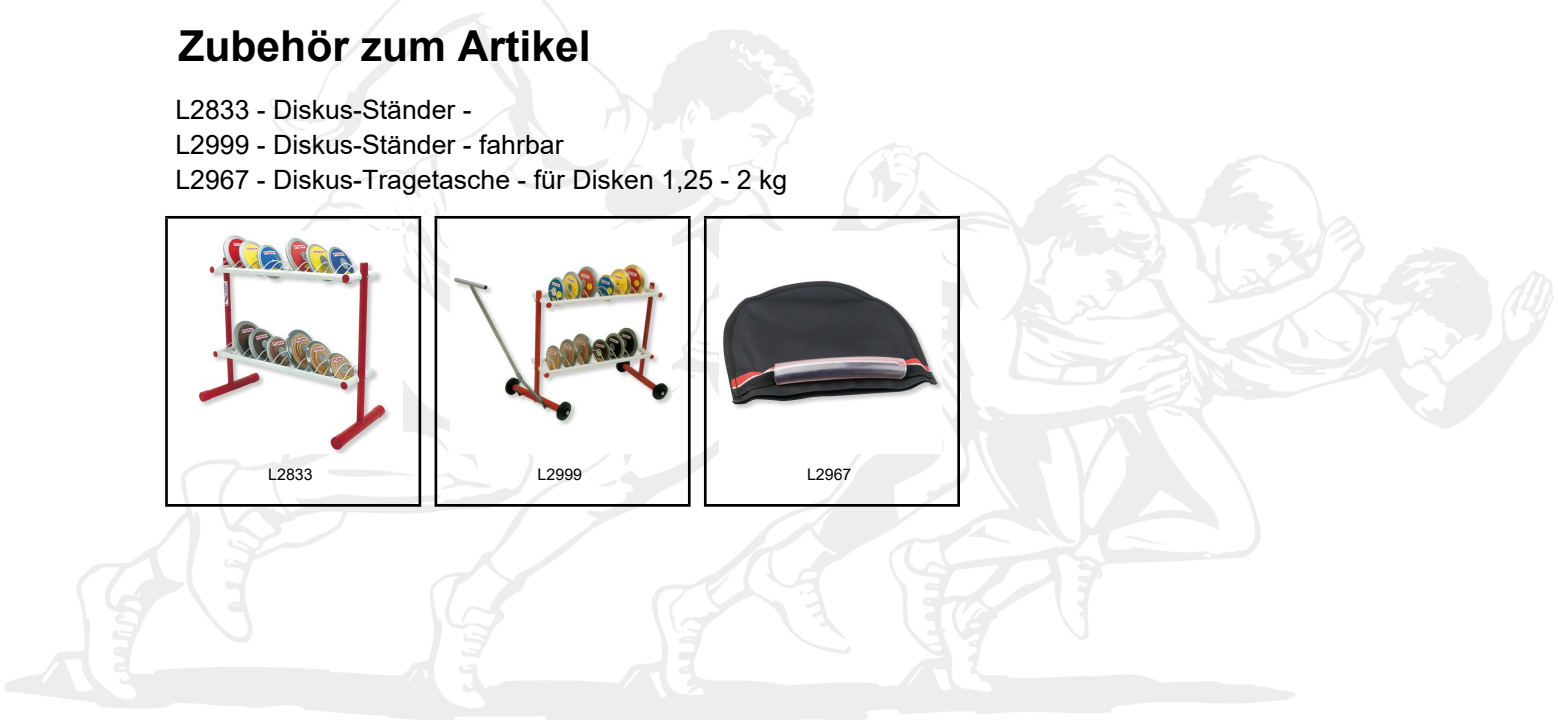 Zubehör zum Artikel
L2833 - Diskus-Ständer -
L2999 - Diskus-Ständer - fahrbar
L2967 - Diskus-Tragetasche - für Disken 1,25 - 2 kg
L2833
L2999
L2967